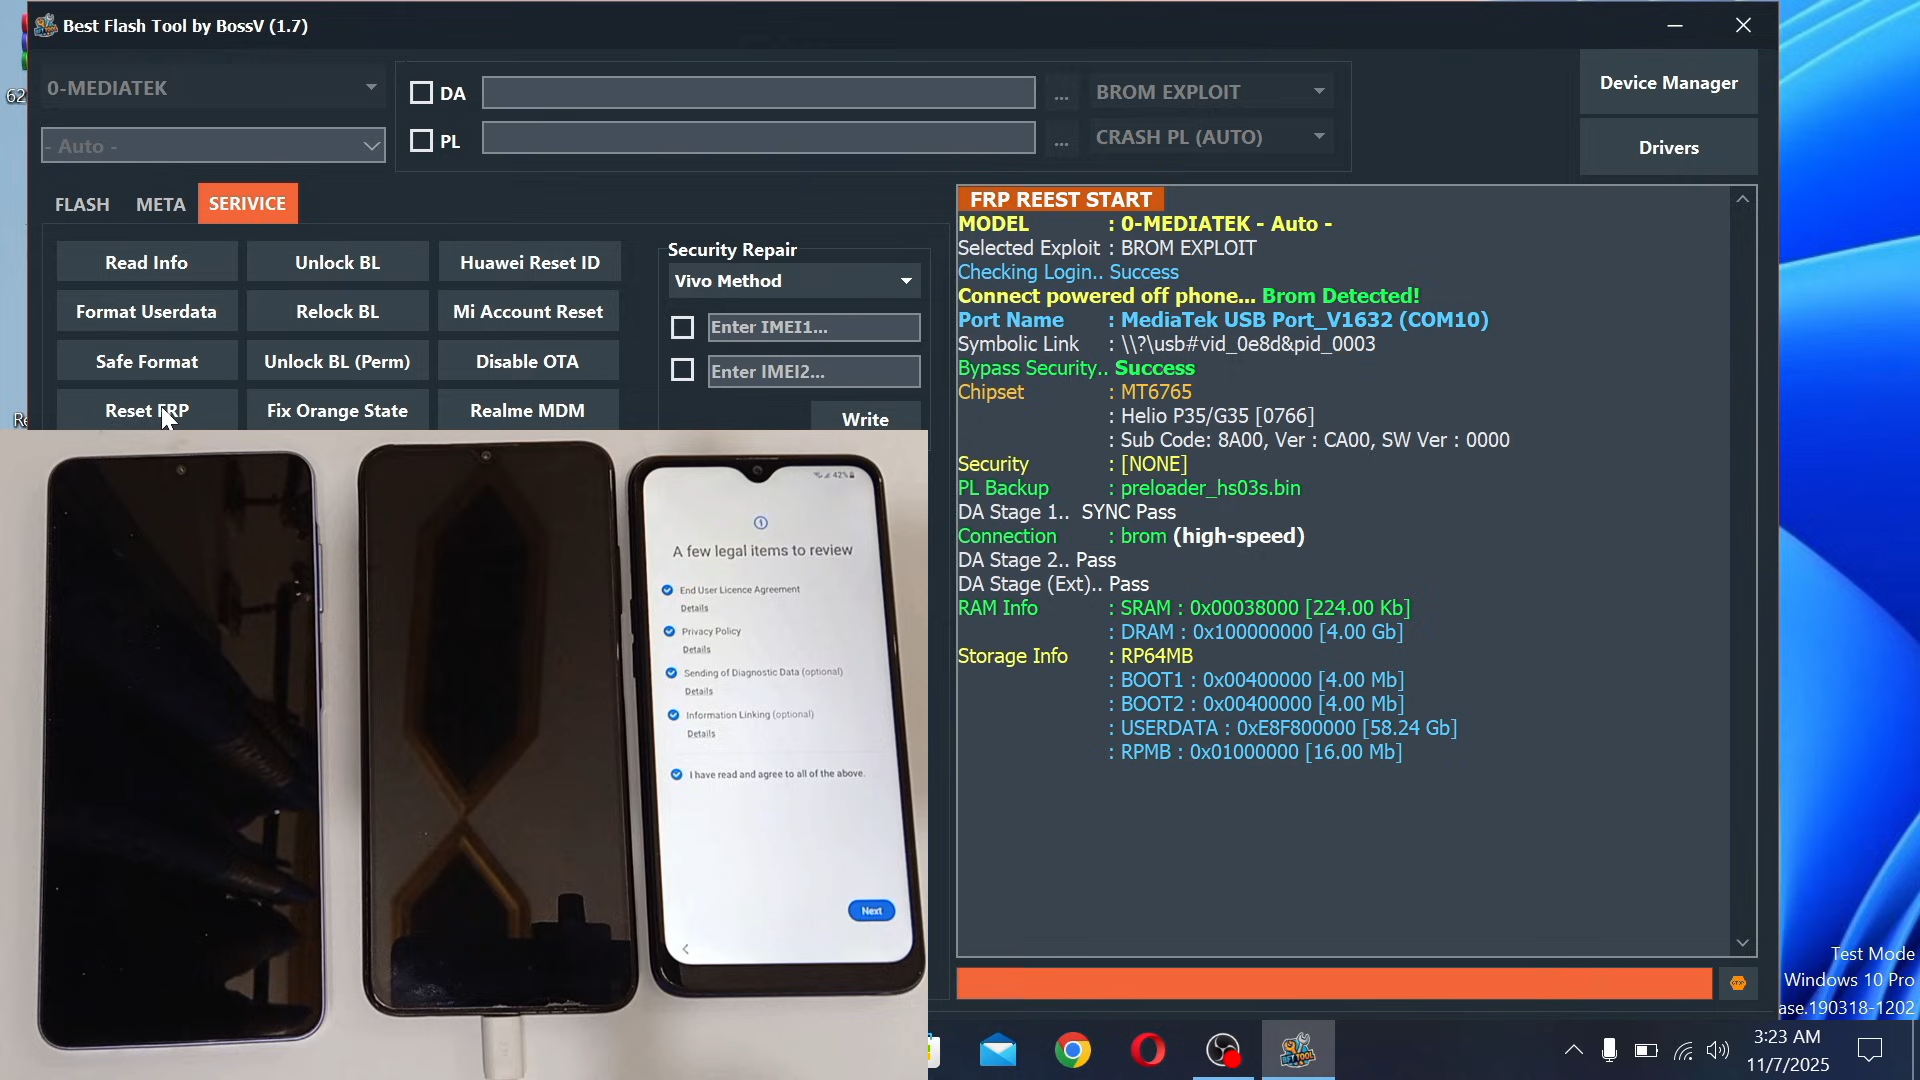 Best Flash Tool by BossV (1.7)
0-MEDIATEK
- Auto -
DA
...
BROM EXPLOIT
PL
...
CRASH PL (AUTO)
Device Manager
Drivers
62
FLASH
META
SERIVICE
Read Info
Unlock BL
Huawei Reset ID
Format Userdata
Relock BL
Mi Account Reset
Safe Format
Unlock BL (Perm)
Disable OTA
Reset FRP
Fix Orange State
Realme MDM
Re
Security Repair
Vivo Method
Enter IMEI1...
Enter IMEI2...
Write
FRP REEST START
MODEL : 0-MEDIATEK - Auto -
Selected Exploit : BROM EXPLOIT
Checking Login.. Success
Connect powered off phone... Brom Detected!
Port Name : MediaTek USB Port_V1632 (COM10)
Symbolic Link : \\?\usb#vid_0e8d&pid_0003
Bypass Security.. Success
Chipset : MT6765
: Helio P35/G35 [0766]
: Sub Code: 8A00, Ver : CA00, SW Ver : 0000
Security : [NONE]
PL Backup : preloader_hs03s.bin
DA Stage 1.. SYNC Pass
Connection : brom (high-speed)
DA Stage 2.. Pass
DA Stage (Ext).. Pass
RAM Info : SRAM : 0x00038000 [224.00 Kb]
: DRAM : 0x100000000 [4.00 Gb]
Storage Info : RP64MB
: BOOT1 : 0x00400000 [4.00 Mb]
: BOOT2 : 0x00400000 [4.00 Mb]
: USERDATA : 0xE8F800000 [58.24 Gb]
: RPMB : 0x01000000 [16.00 Mb]
42%
A few legal items to review
End User Licence Agreement
Details
Privacy Policy
Details
Sending of Diagnostic Data (optional)
Details
Information Linking (optional)
Details
I have read and agree to all of the above.
Next
Test Mode
Windows 10 Pro
ase.190318-1202
BFT TOOL
3:23 AM
11/7/2025